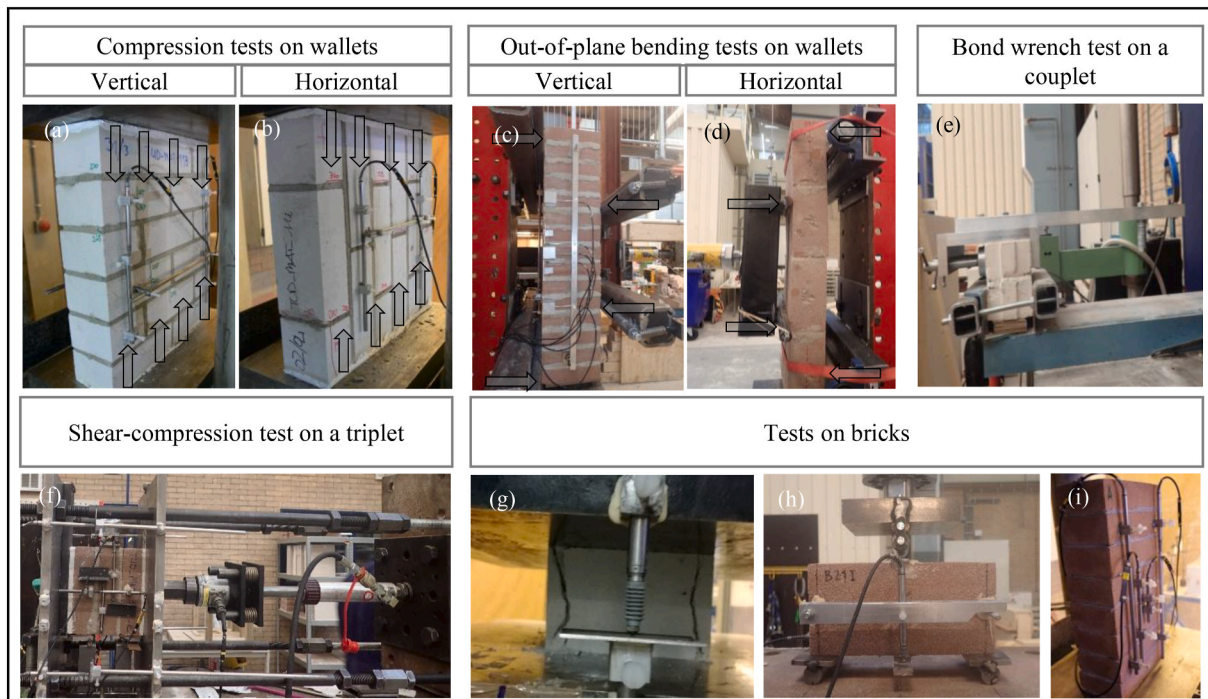 Compression tests on wallets
Vertical
Horizontal
Out-of-plane bending tests on wallets
Vertical
Horizontal
Bond wrench test on a
couplet
(a)
(b)
(c)
(d)
(e)
Shear-compression test on a triplet
Tests on bricks
(f)
(g)
(h)
(i)
B21I